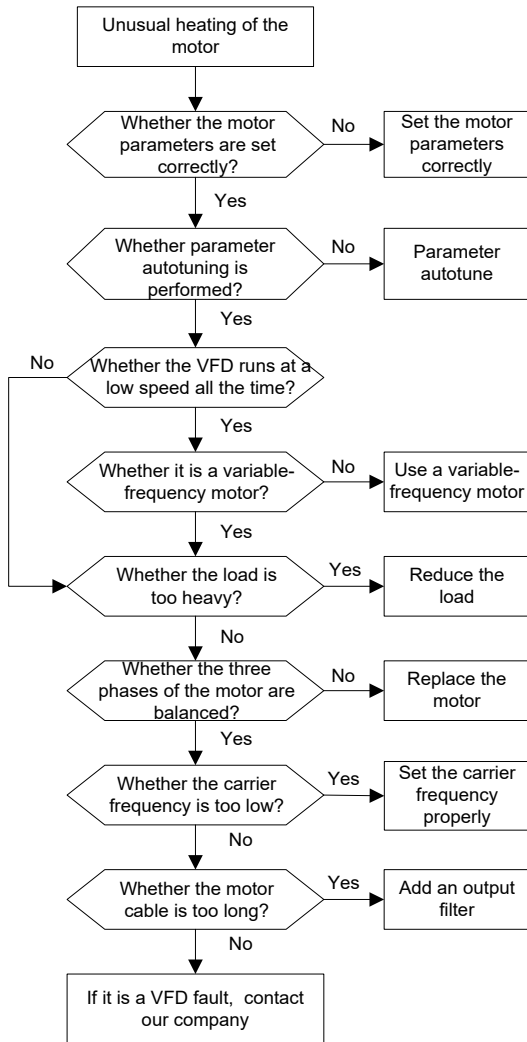 Unusual heating of the
motor
Whether the motor
parameters are set
correctly?
No
Set the motor
parameters
correctly
Yes
Whether parameter
autotuning is
performed?
No
Parameter
autotune
Yes
No
Whether the VFD runs at a
low speed all the time?
Yes
Whether it is a variable-
frequency motor?
No
Use a variable-
frequency motor
Yes
Whether the load is
too heavy?
Yes
Reduce the
load
No
Whether the three
phases of the motor are
balanced?
No
Replace the
motor
Yes
Whether the carrier
frequency is too low?
Yes
Set the carrier
frequency
properly
No
Whether the motor
cable is too long?
Yes
Add an output
filter
No
If it is a VFD fault, contact
our company